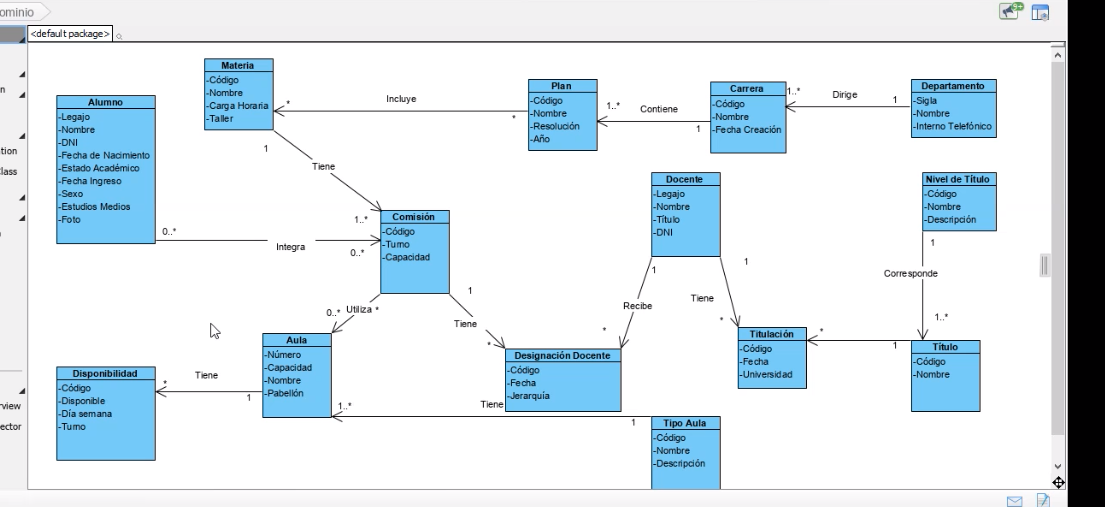 ominio
9+
<default package>
Materia
-Código
-Nombre
-Carga Horaria
-Taller
Alumno
-Legajo
-Nombre
-DNI
-Fecha de Nacimiento
-Estado Académico
-Fecha Ingreso
-Sexo
-Estudios Medios
-Foto
*
Incluye
*
Plan
-Código
-Nombre
-Resolución
-Año
1..*
Contiene
1
Carrera
-Código
-Nombre
-Fecha Creación
1..*
Dirige
1
Departamento
-Sigla
-Nombre
-Interno Telefónico
1
Tiene
1..*
0..*
Integra
0..*
Comisión
-Código
-Turno
-Capacidad
Docente
-Legajo
-Nombre
-Título
-DNI
Nivel de Título
-Código
-Nombre
-Descripción
1
Corresponde
1..*
1
Recibe
*
1
Tiene
*
0..*
Utiliza
*
1
Tiene
*
Aula
-Número
-Capacidad
-Nombre
-Pabellón
Designación Docente
-Código
-Fecha
-Jerarquía
Titulación
-Código
-Fecha
-Universidad
*
1
Título
-Código
-Nombre
Disponibilidad
-Código
-Disponible
-Día semana
-Turno
*
Tiene
1
1..*
Tiene
1
Tipo Aula
-Código
-Nombre
-Descripción
n
tion
lass
rview
ector